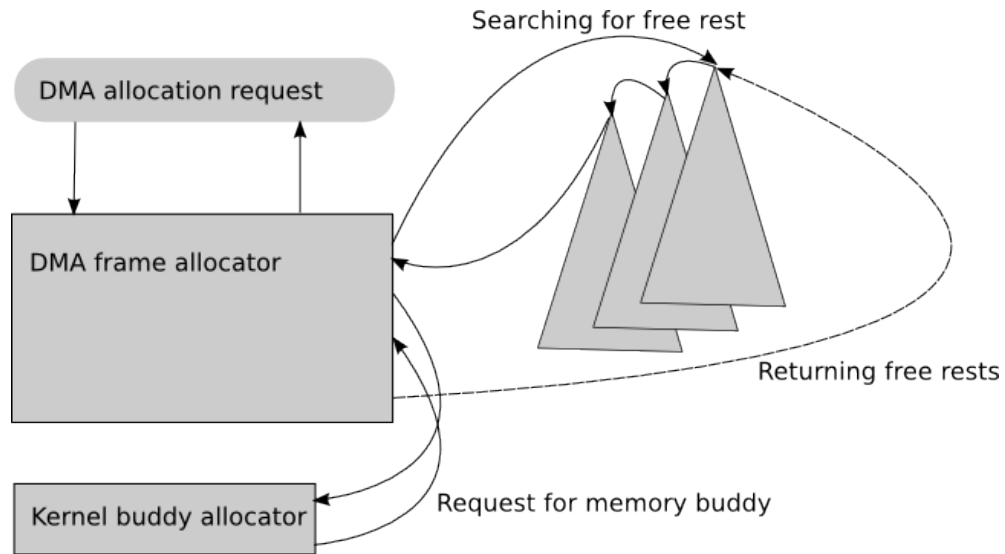 Searching for free rest
DMA allocation request
DMA frame allocator
Returning free rests
Request for memory buddy
Kernel buddy allocator